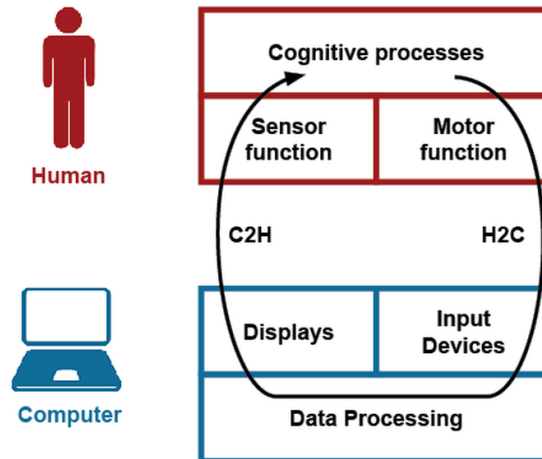 Cognitive processes
Sensor
function
Motor
function
Human
C2H
H2C
Displays
Input
Devices
Computer
Data Processing